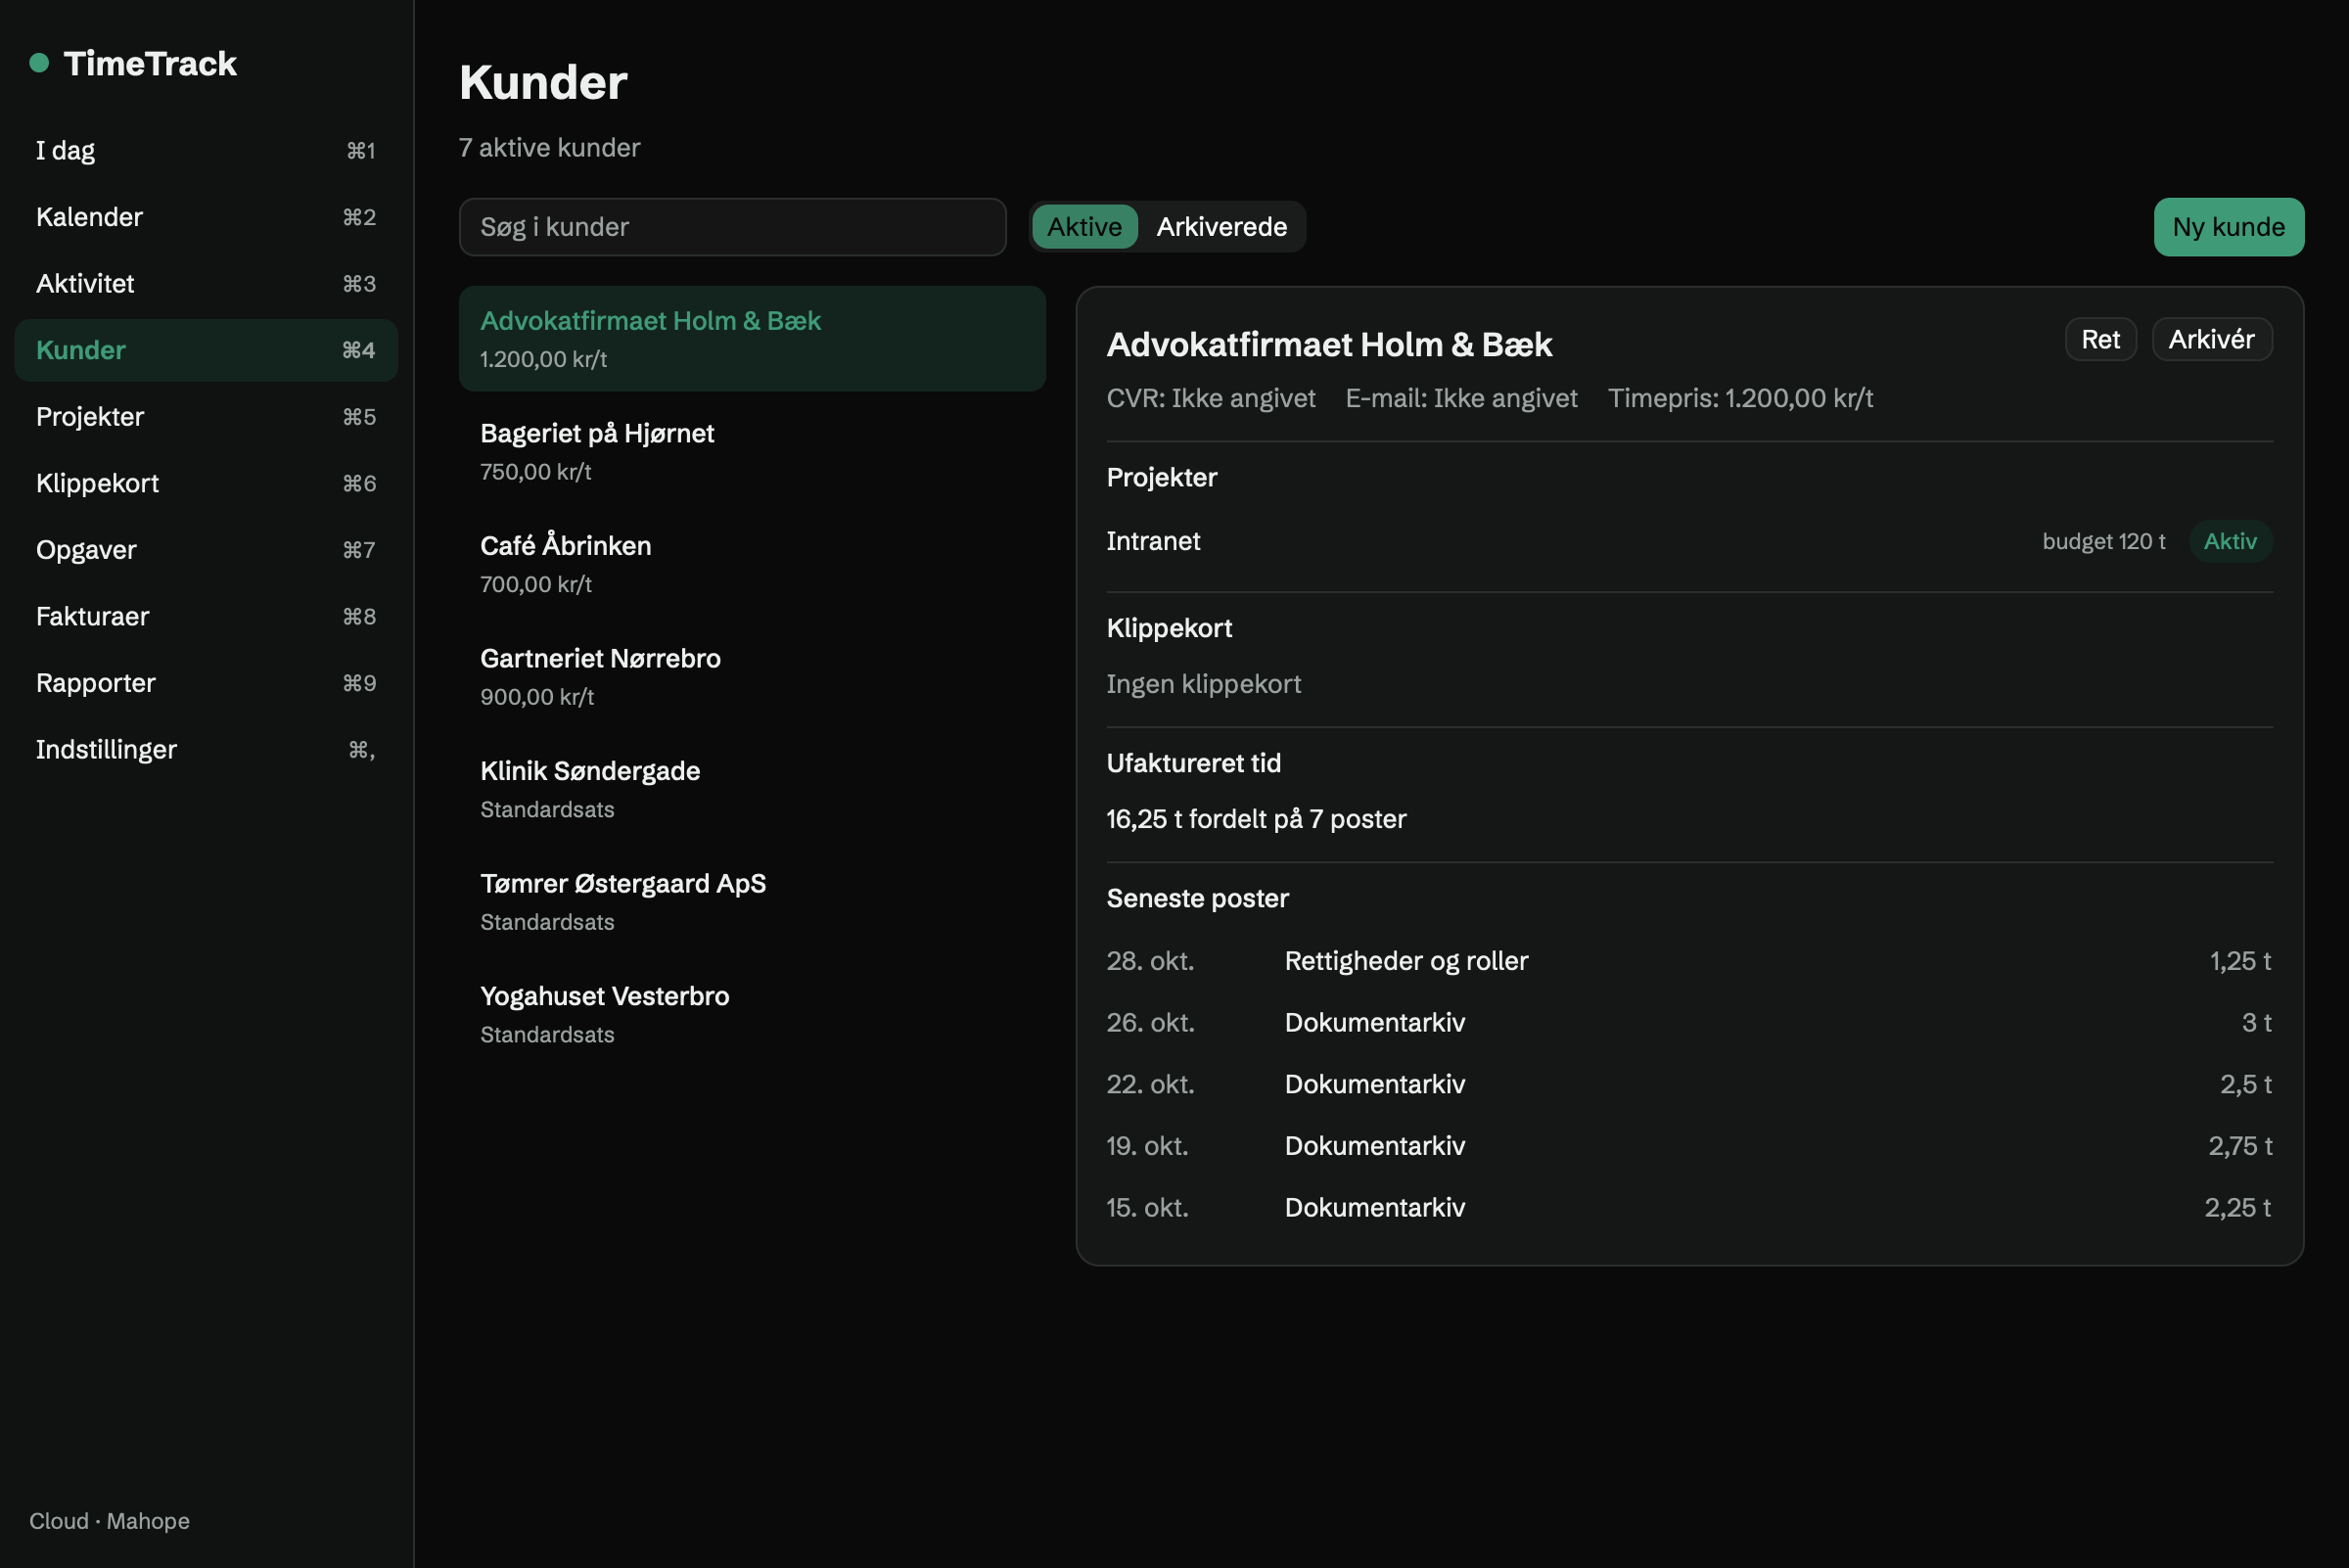 TimeTrack
I dag ⌘1
Kalender ⌘2
Aktivitet ⌘3
Kunder ⌘4
Projekter ⌘5
Klippekort ⌘6
Opgaver ⌘7
Fakturaer ⌘8
Rapporter ⌘9
Indstillinger ⌘,
Cloud · Mahope
Kunder
7 aktive kunder
Søg i kunder
Aktive Arkiverede
Ny kunde
Advokatfirmaet Holm & Bæk
1.200,00 kr/t
Bageriet på Hjørnet
750,00 kr/t
Café Åbrinken
700,00 kr/t
Gartneriet Nørrebro
900,00 kr/t
Klinik Søndergade
Standardsats
Tømrer Østergaard ApS
Standardsats
Yogahuset Vesterbro
Standardsats
Advokatfirmaet Holm & Bæk
Ret Arkivér
CVR: Ikke angivet E-mail: Ikke angivet Timepris: 1.200,00 kr/t
Projekter
Intranet budget 120 t Aktiv
Klippekort
Ingen klippekort
Ufaktureret tid
16,25 t fordelt på 7 poster
Seneste poster
28. okt. Rettigheder og roller 1,25 t
26. okt. Dokumentarkiv 3 t
22. okt. Dokumentarkiv 2,5 t
19. okt. Dokumentarkiv 2,75 t
15. okt. Dokumentarkiv 2,25 t